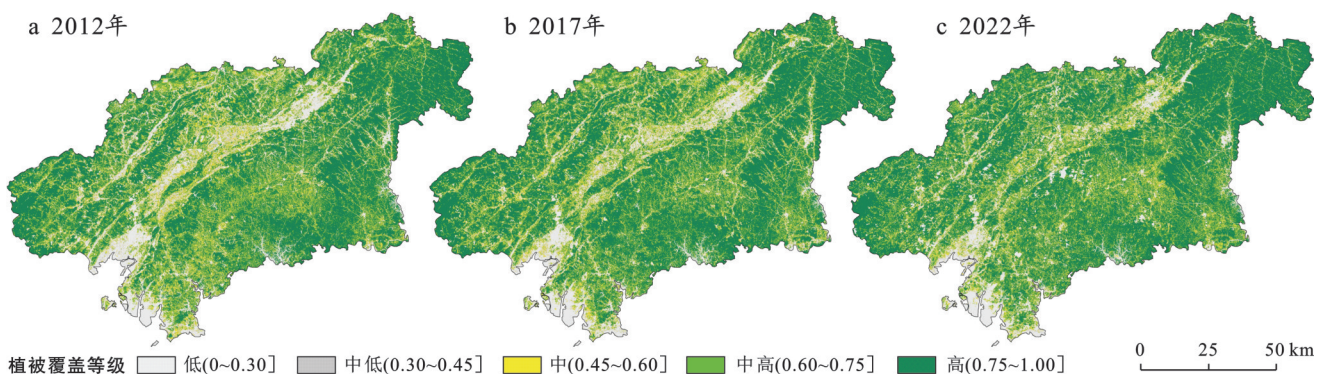 a 2012年
b 2017年
c 2022年
植被覆盖等级 低(0~0.30] 中低(0.30~0.45] 中(0.45~0.60] 中高(0.60~0.75] 高(0.75~1.00] 0 25 50 km